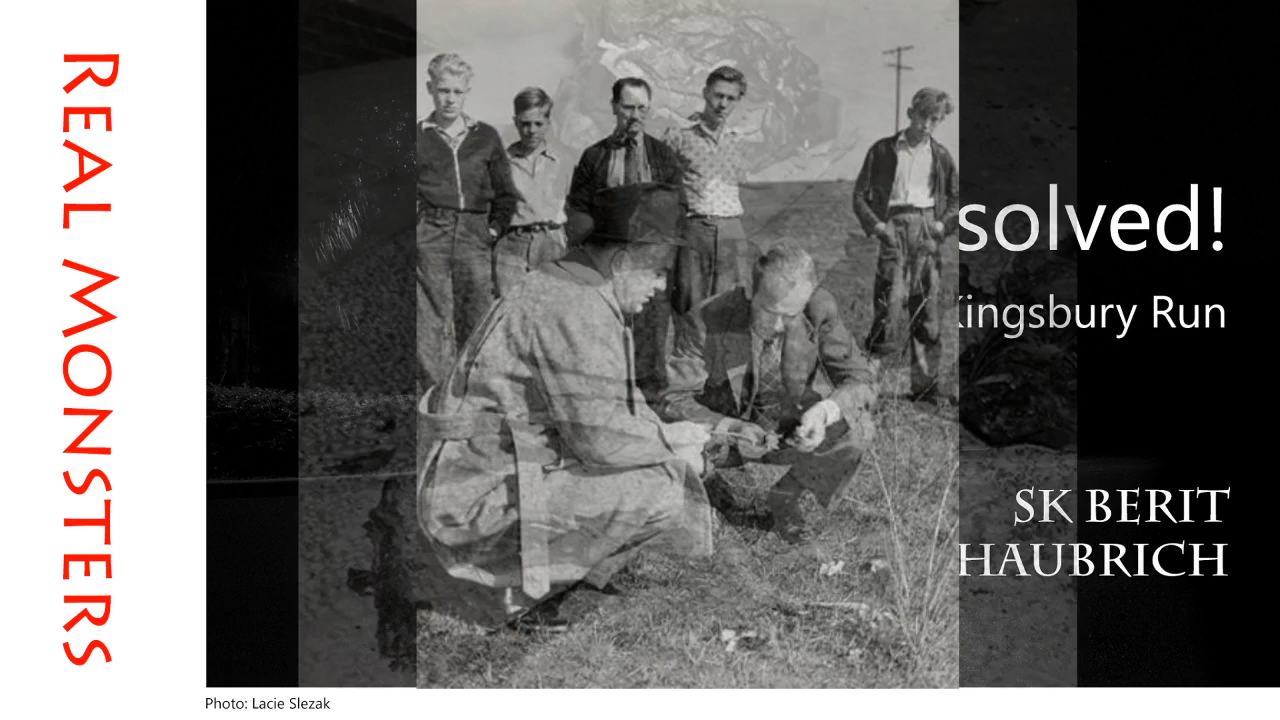 REAL MONSTERS
solved!
Kingsbury Run
SK BERIT
HAUBRICH
Photo: Lacie Slezak